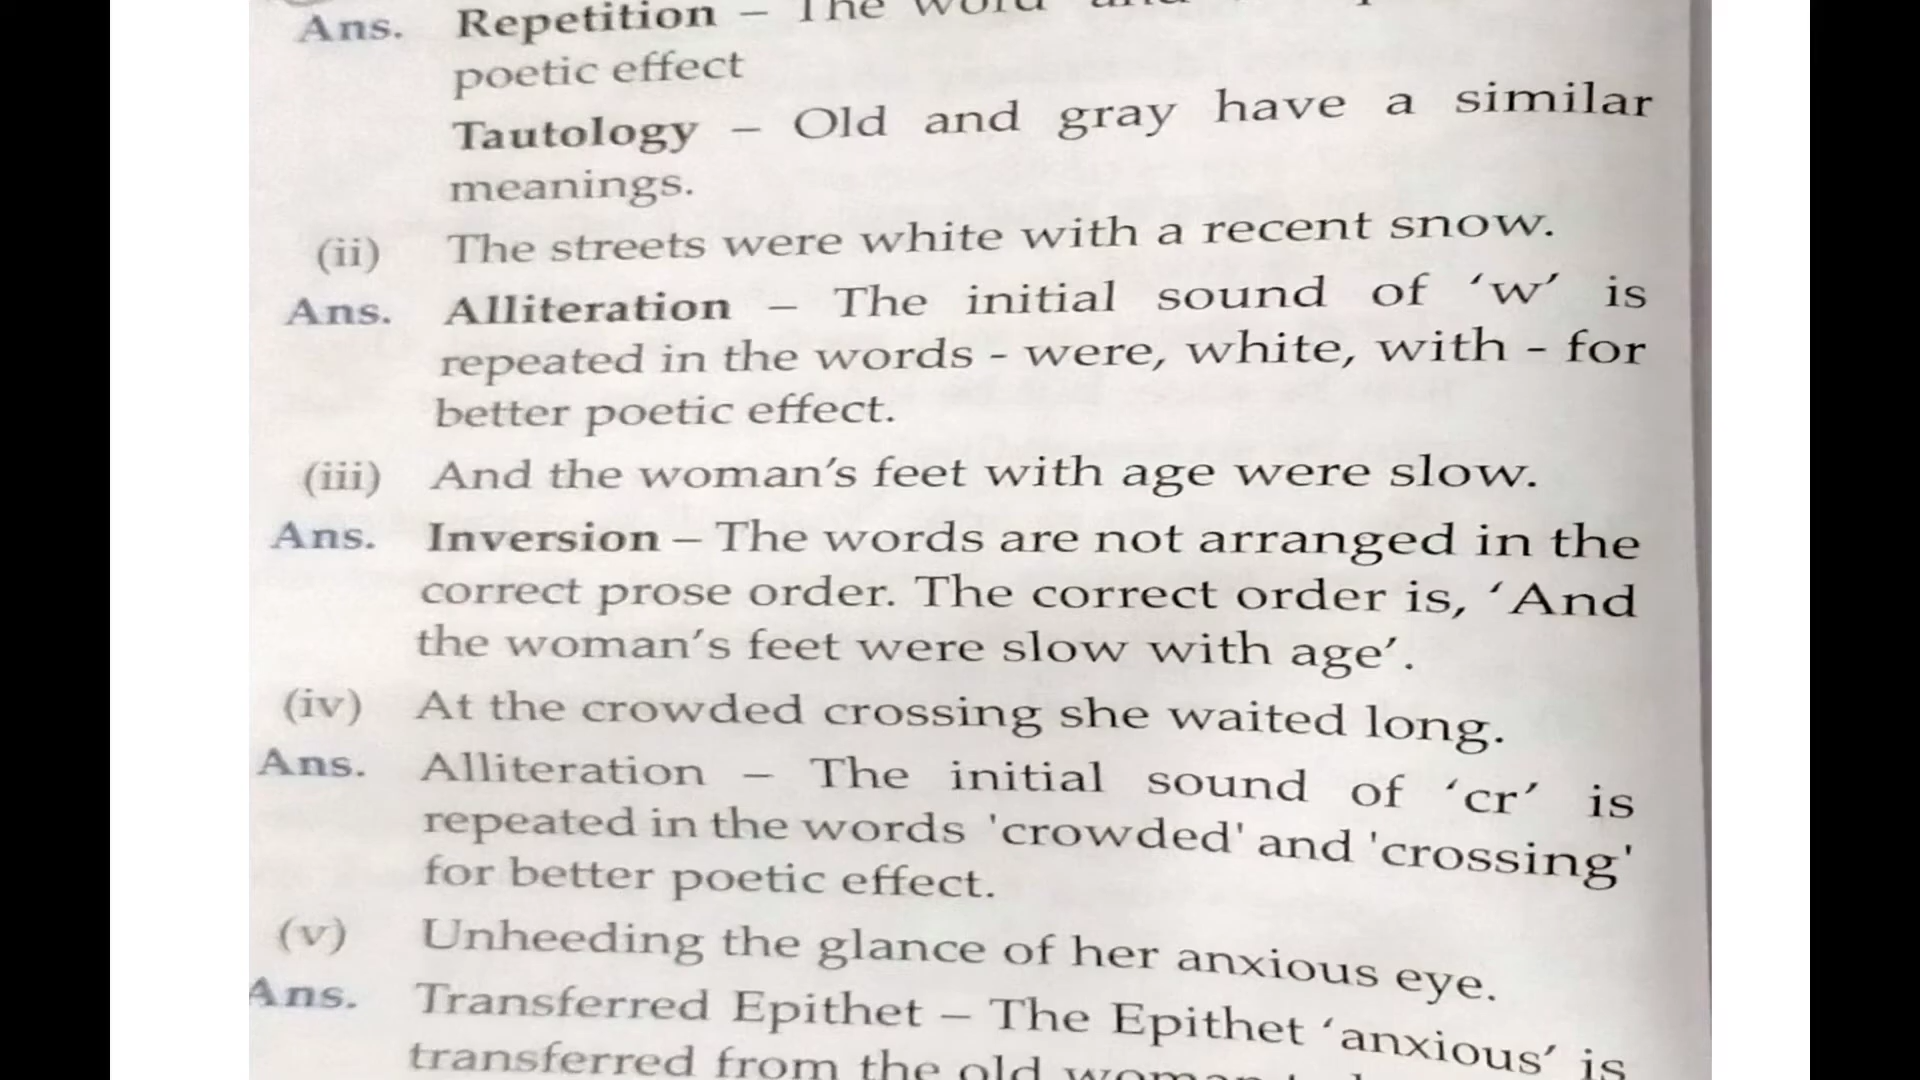 Ans. Repetition – The word
poetic effect
Tautology – Old and gray have a similar
meanings.
(ii) The streets were white with a recent snow.
Ans. Alliteration – The initial sound of ‘w’ is
repeated in the words - were, white, with - for
better poetic effect.
(iii) And the woman’s feet with age were slow.
Ans. Inversion – The words are not arranged in the
correct prose order. The correct order is, ‘And
the woman’s feet were slow with age’.
(iv) At the crowded crossing she waited long.
Ans. Alliteration – The initial sound of ‘cr’ is
repeated in the words 'crowded' and 'crossing'
for better poetic effect.
(v) Unheeding the glance of her anxious eye.
Ans. Transferred Epithet – The Epithet ‘anxious’ is
transferred from the old